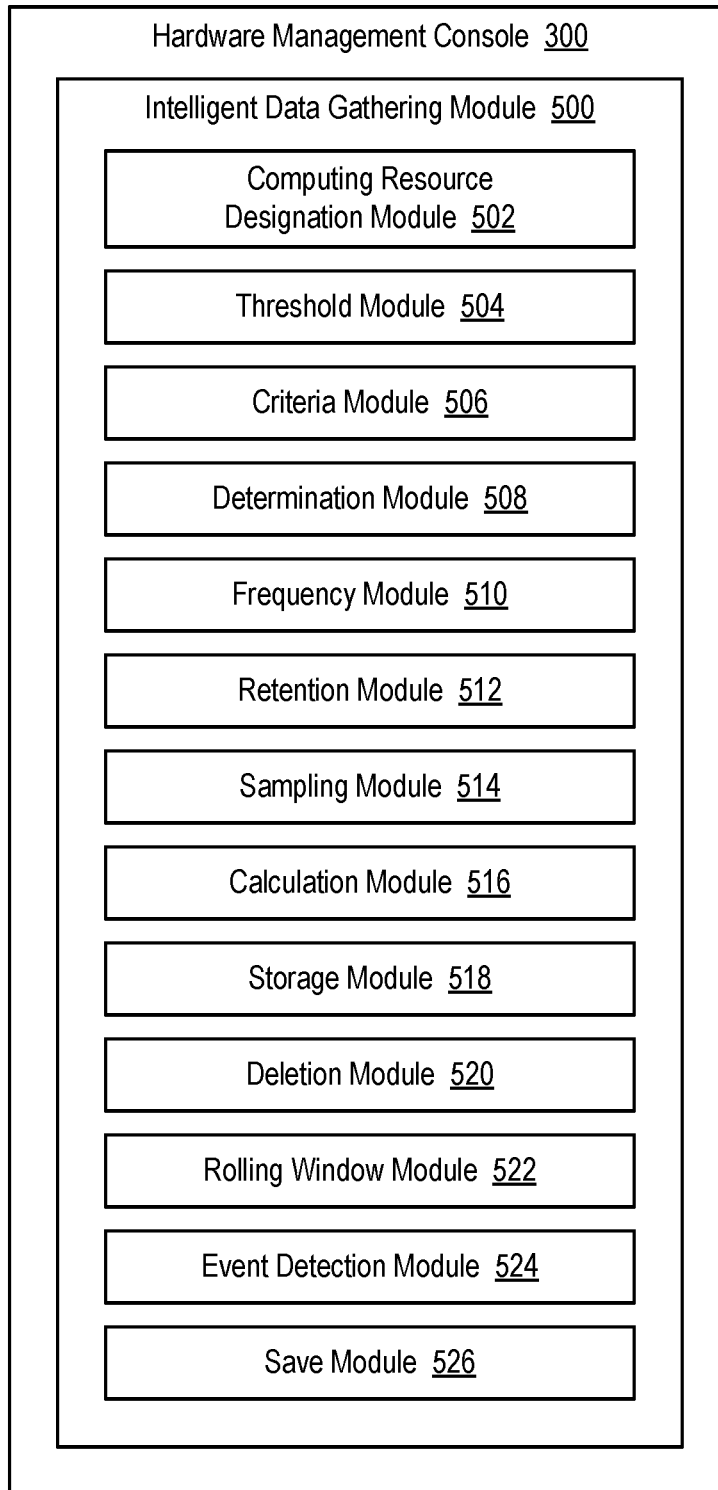 Hardware Management Console 300
Intelligent Data Gathering Module 500
Computing Resource
Designation Module 502
Threshold Module 504
Criteria Module 506
Determination Module 508
Frequency Module 510
Retention Module 512
Sampling Module 514
Calculation Module 516
Storage Module 518
Deletion Module 520
Rolling Window Module 522
Event Detection Module 524
Save Module 526